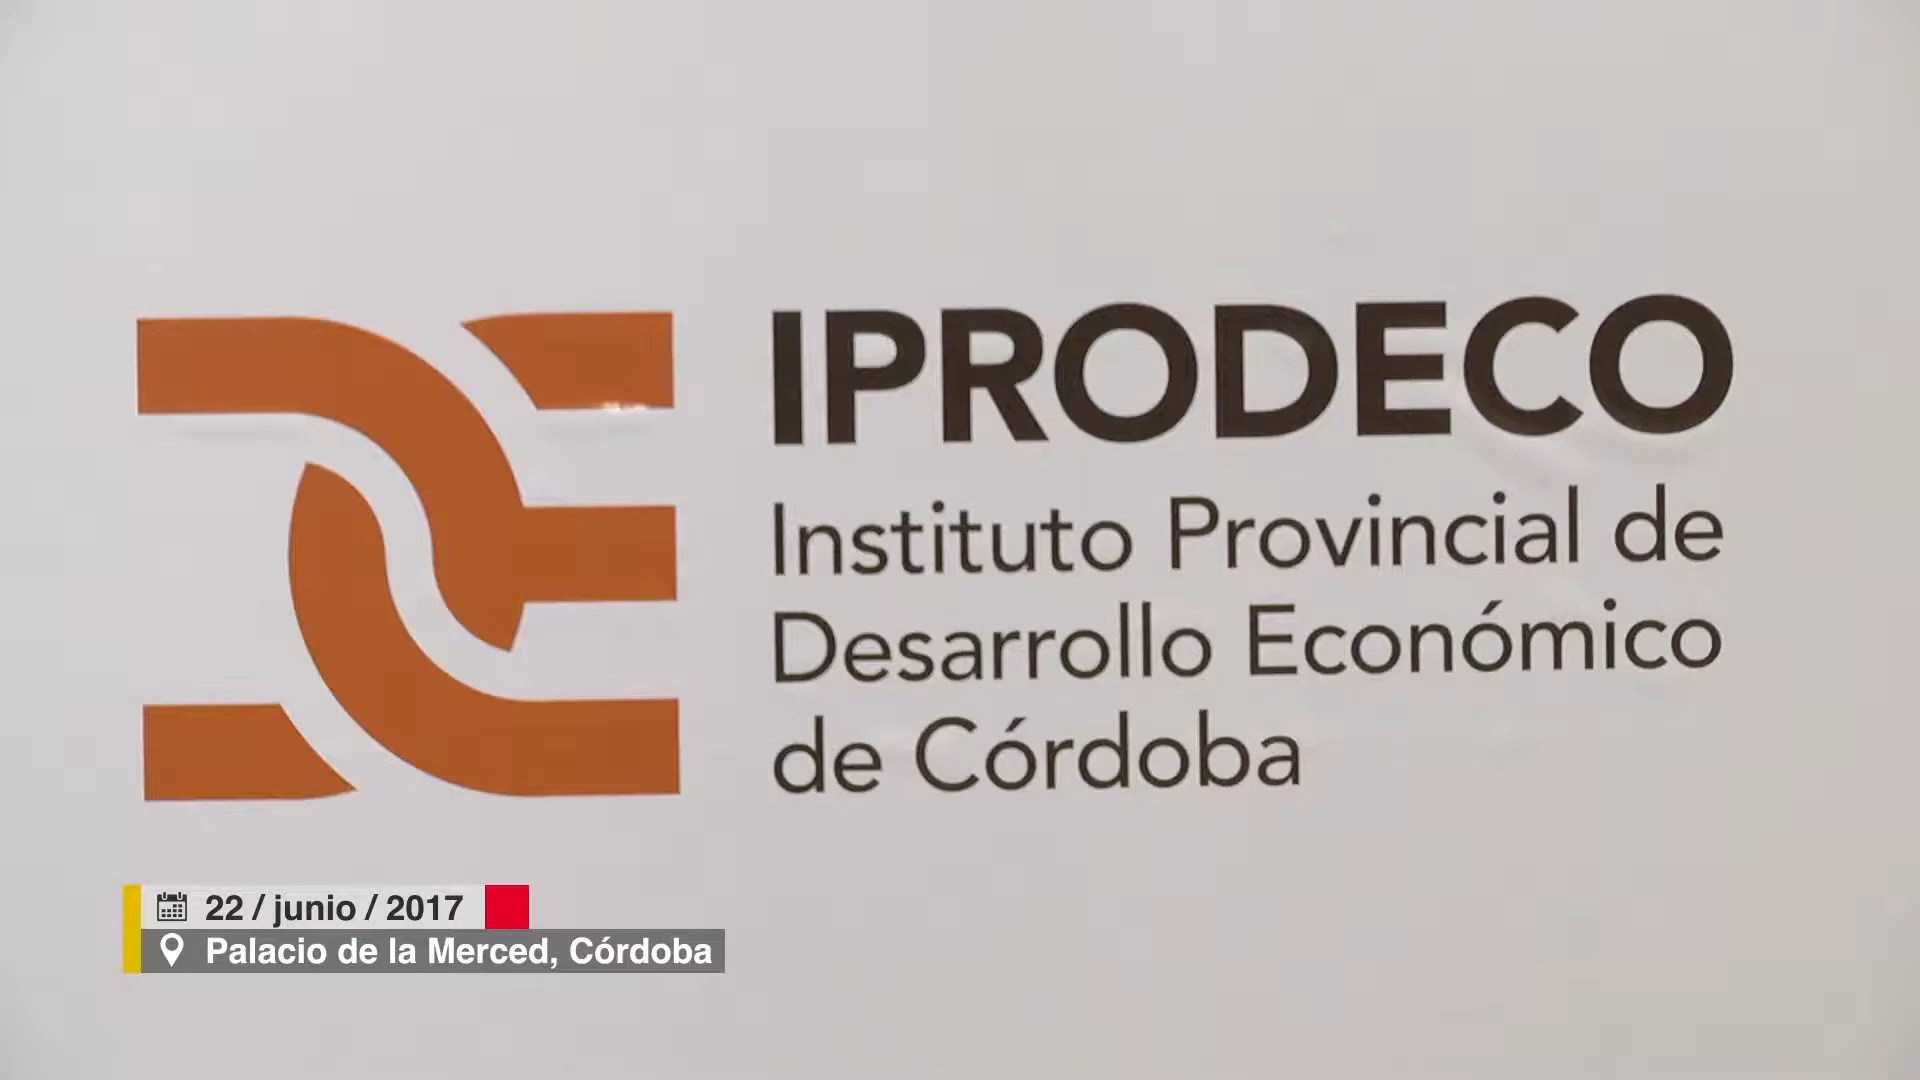 IPRODECO
Instituto Provincial de
Desarrollo Económico
de Córdoba
22 / junio / 2017
Palacio de la Merced, Córdoba